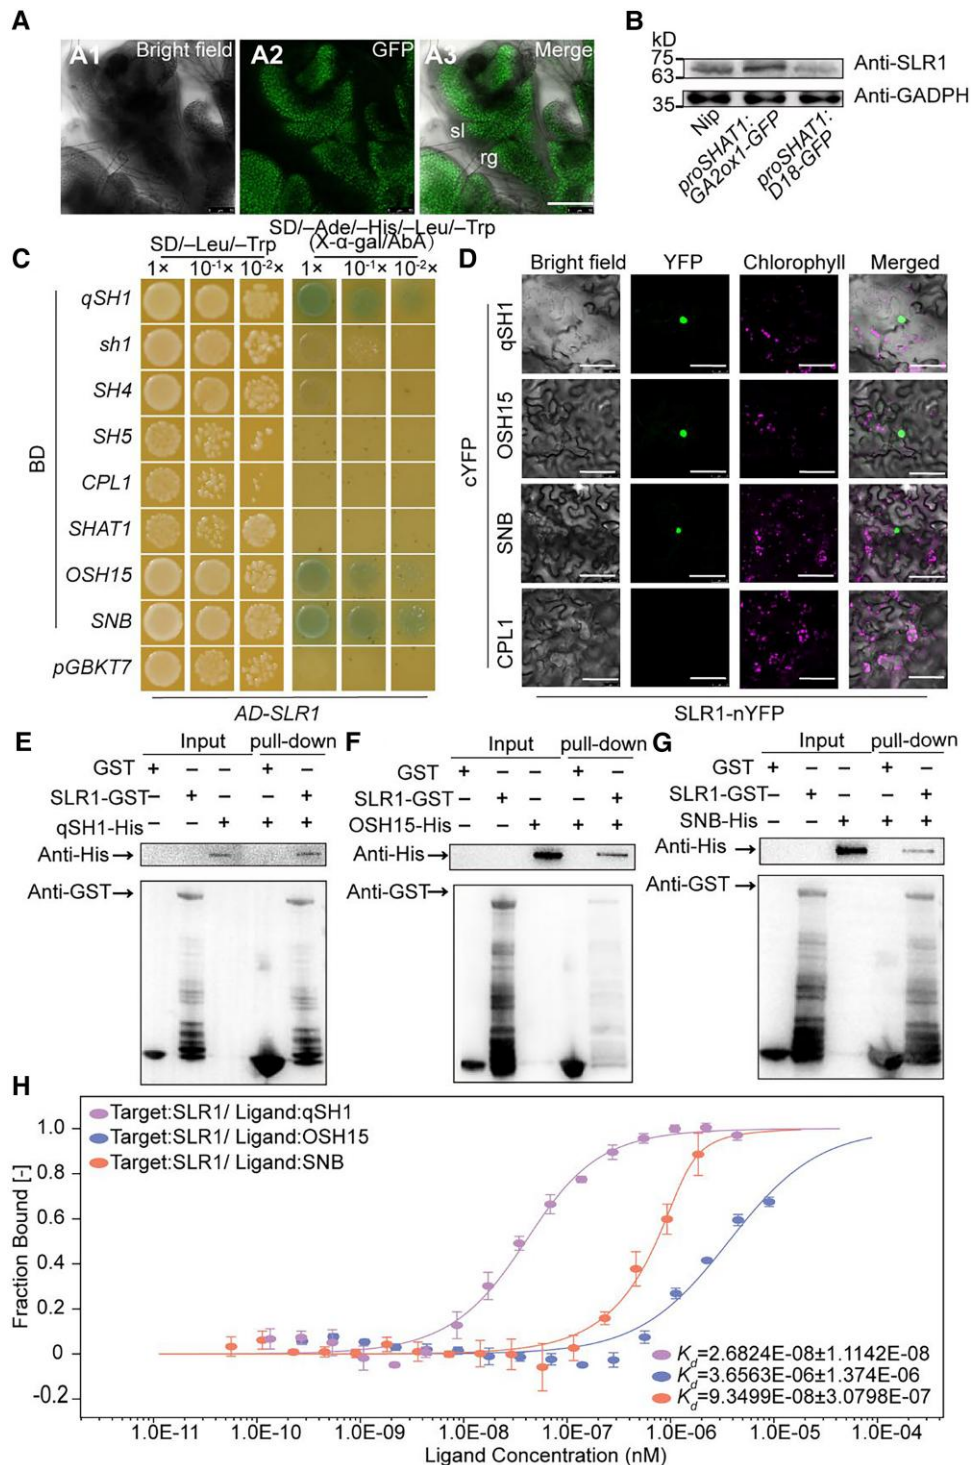 A
A1
Bright field
A2
GFP
A3
Merge
sl
rg
B
kD
75
63
35
Anti-SLR1
Anti-GADPH
Nip
proSHAT1:
GA2ox1-GFP
proSHAT1:
D18-GFP
C
SD/–Leu/–Trp
SD/–Ade/–His/–Leu/–Trp
(X-α-gal/AbA)
1× 10⁻¹× 10⁻²× 1× 10⁻¹× 10⁻²×
BD
qSH1
sh1
SH4
SH5
CPL1
SHAT1
OSH15
SNB
pGBKT7
AD-SLR1
D
Bright field YFP Chlorophyll Merged
cYFP
qSH1
OSH15
SNB
CPL1
SLR1-nYFP
E
Input pull-down
GST + – – + –
SLR1-GST – + – – +
qSH1-His – – + + +
Anti-His→
Anti-GST→
F
Input pull-down
GST + – – + –
SLR1-GST – + – – +
OSH15-His – – + + +
Anti-His→
Anti-GST→
G
Input pull-down
GST + – – + –
SLR1-GST – + – – +
SNB-His – – + + +
Anti-His→
Anti-GST→
H
Target:SLR1/ Ligand:qSH1
Target:SLR1/ Ligand:OSH15
Target:SLR1/ Ligand:SNB
Fraction Bound [-]
1.0
0.8
0.6
0.4
0.2
0
-0.2
Kd=2.6824E-08±1.1142E-08
Kd=3.6563E-06±1.374E-06
Kd=9.3499E-08±3.0798E-07
1.0E-11 1.0E-10 1.0E-09 1.0E-08 1.0E-07 1.0E-06 1.0E-05 1.0E-04
Ligand Concentration (nM)